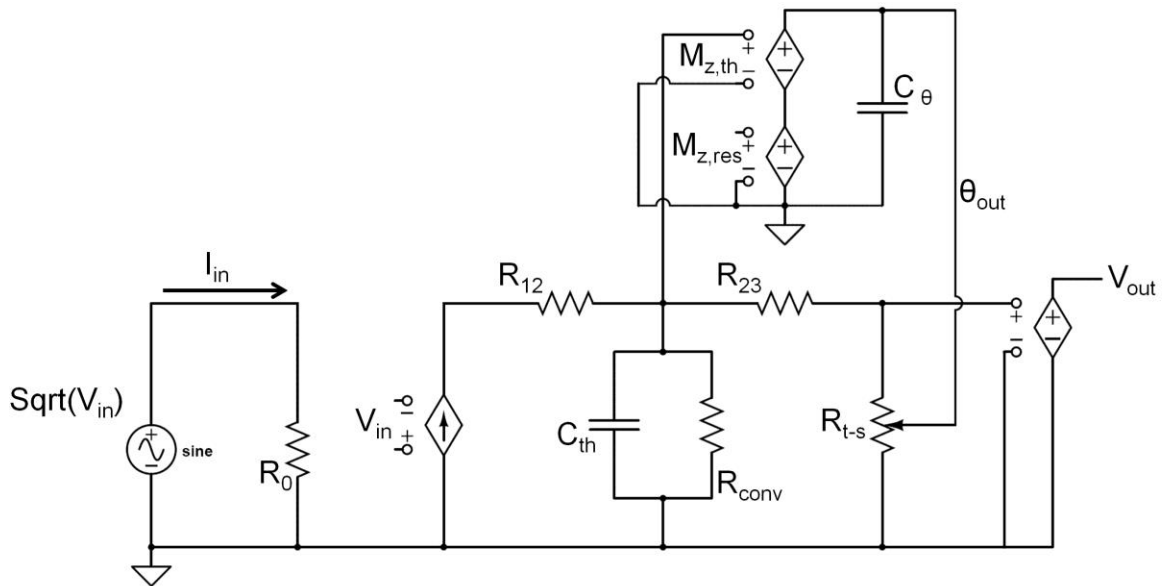 M_z,th
+
−
+
−
C_θ
M_z,res
+
−
+
−
θ_out
I_in
R_12
R_23
V_out
+
−
+
−
Sqrt(V_in)
+
−
sine
R_0
V_in
−
+
C_th
R_conv
R_t-s